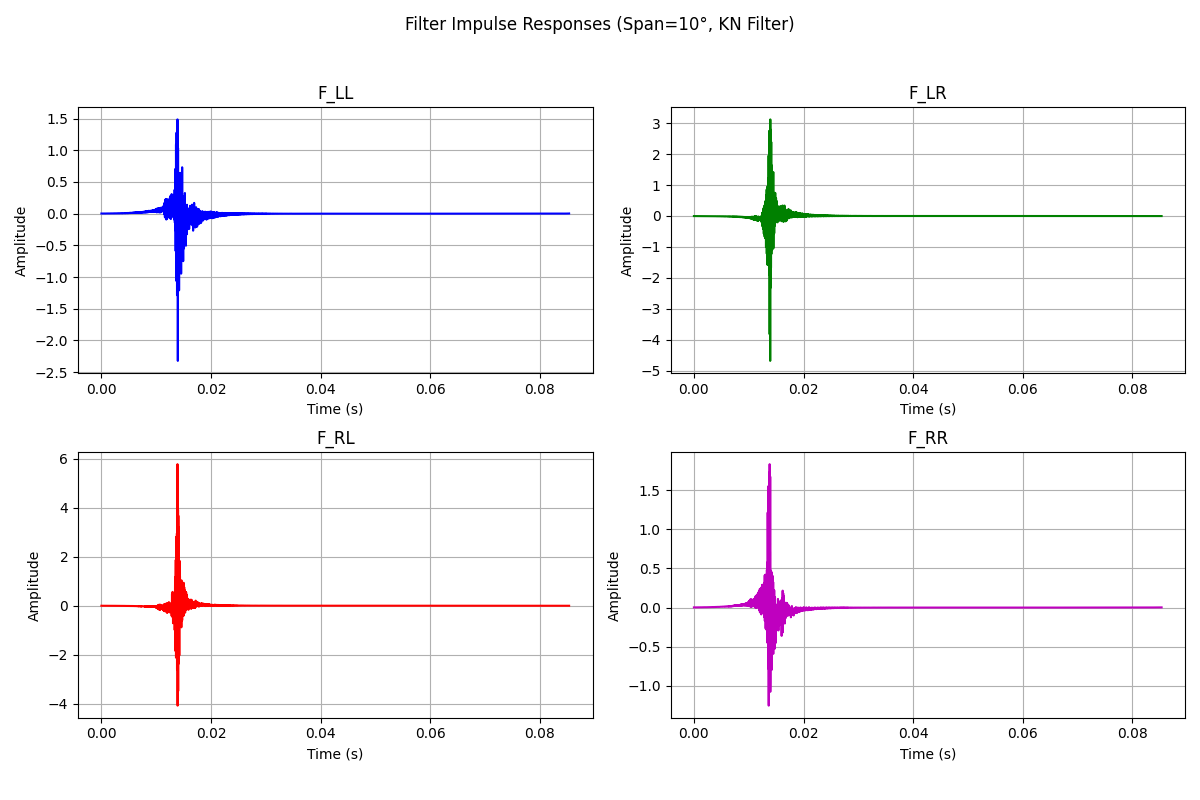 Filter Impulse Responses (Span=10°, KN Filter)
F_LL
1.5
1.0
0.5
0.0
−0.5
−1.0
−1.5
−2.0
−2.5
Amplitude
0.00 0.02 0.04 0.06 0.08
Time (s)
F_LR
3
2
1
0
−1
−2
−3
−4
−5
Amplitude
0.00 0.02 0.04 0.06 0.08
Time (s)
F_RL
6
4
2
0
−2
−4
Amplitude
0.00 0.02 0.04 0.06 0.08
Time (s)
F_RR
1.5
1.0
0.5
0.0
−0.5
−1.0
Amplitude
0.00 0.02 0.04 0.06 0.08
Time (s)